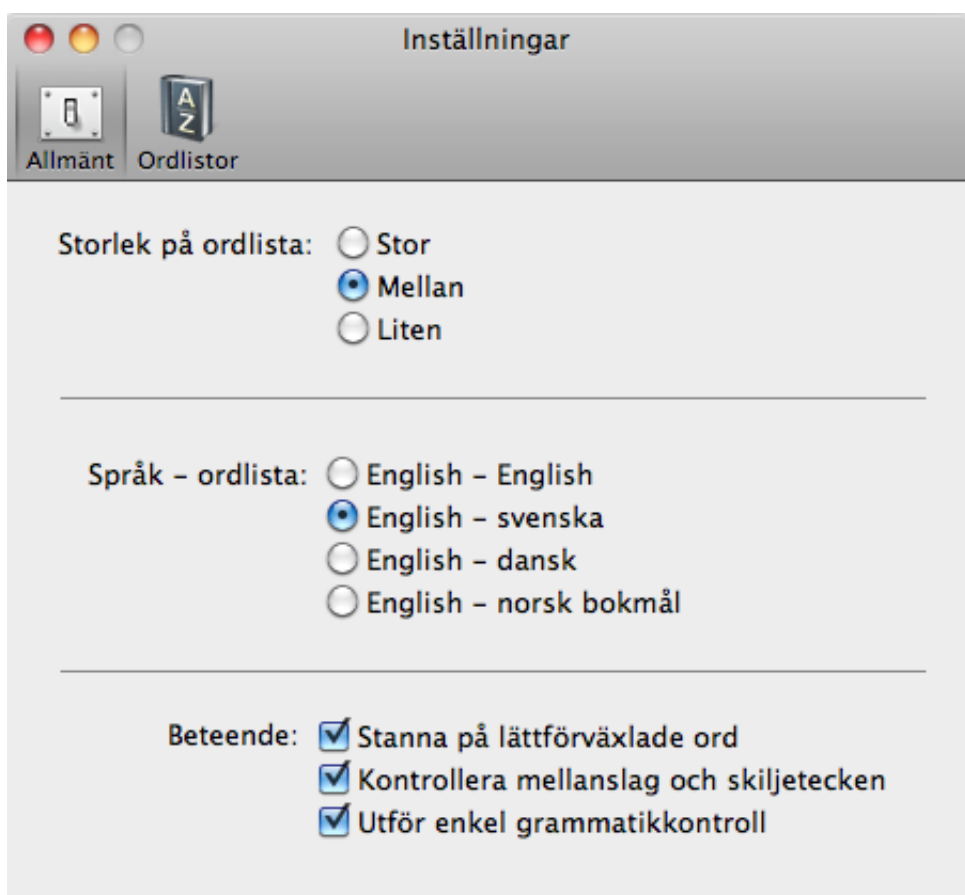 Inställningar
A
Z
Allmänt Ordlistor
Storlek på ordlista: Stor
Mellan
Liten
Språk – ordlista: English – English
English – svenska
English – dansk
English – norsk bokmål
Beteende: Stanna på lättförväxlade ord
Kontrollera mellanslag och skiljetecken
Utför enkel grammatikkontroll